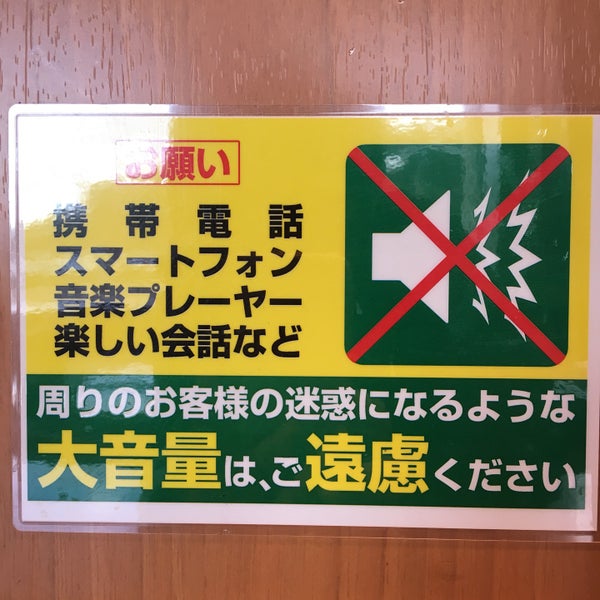 お願い
携帯電話
スマートフォン
音楽プレーヤー
楽しい会話など
周りのお客様の迷惑になるような
大音量は、ご遠慮ください